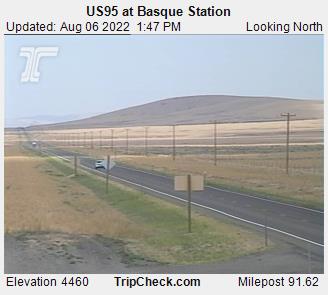 US95 at Basque Station
Updated: Aug 06 2022 1:47 PM Looking North
Elevation 4460 TripCheck.com Milepost 91.62